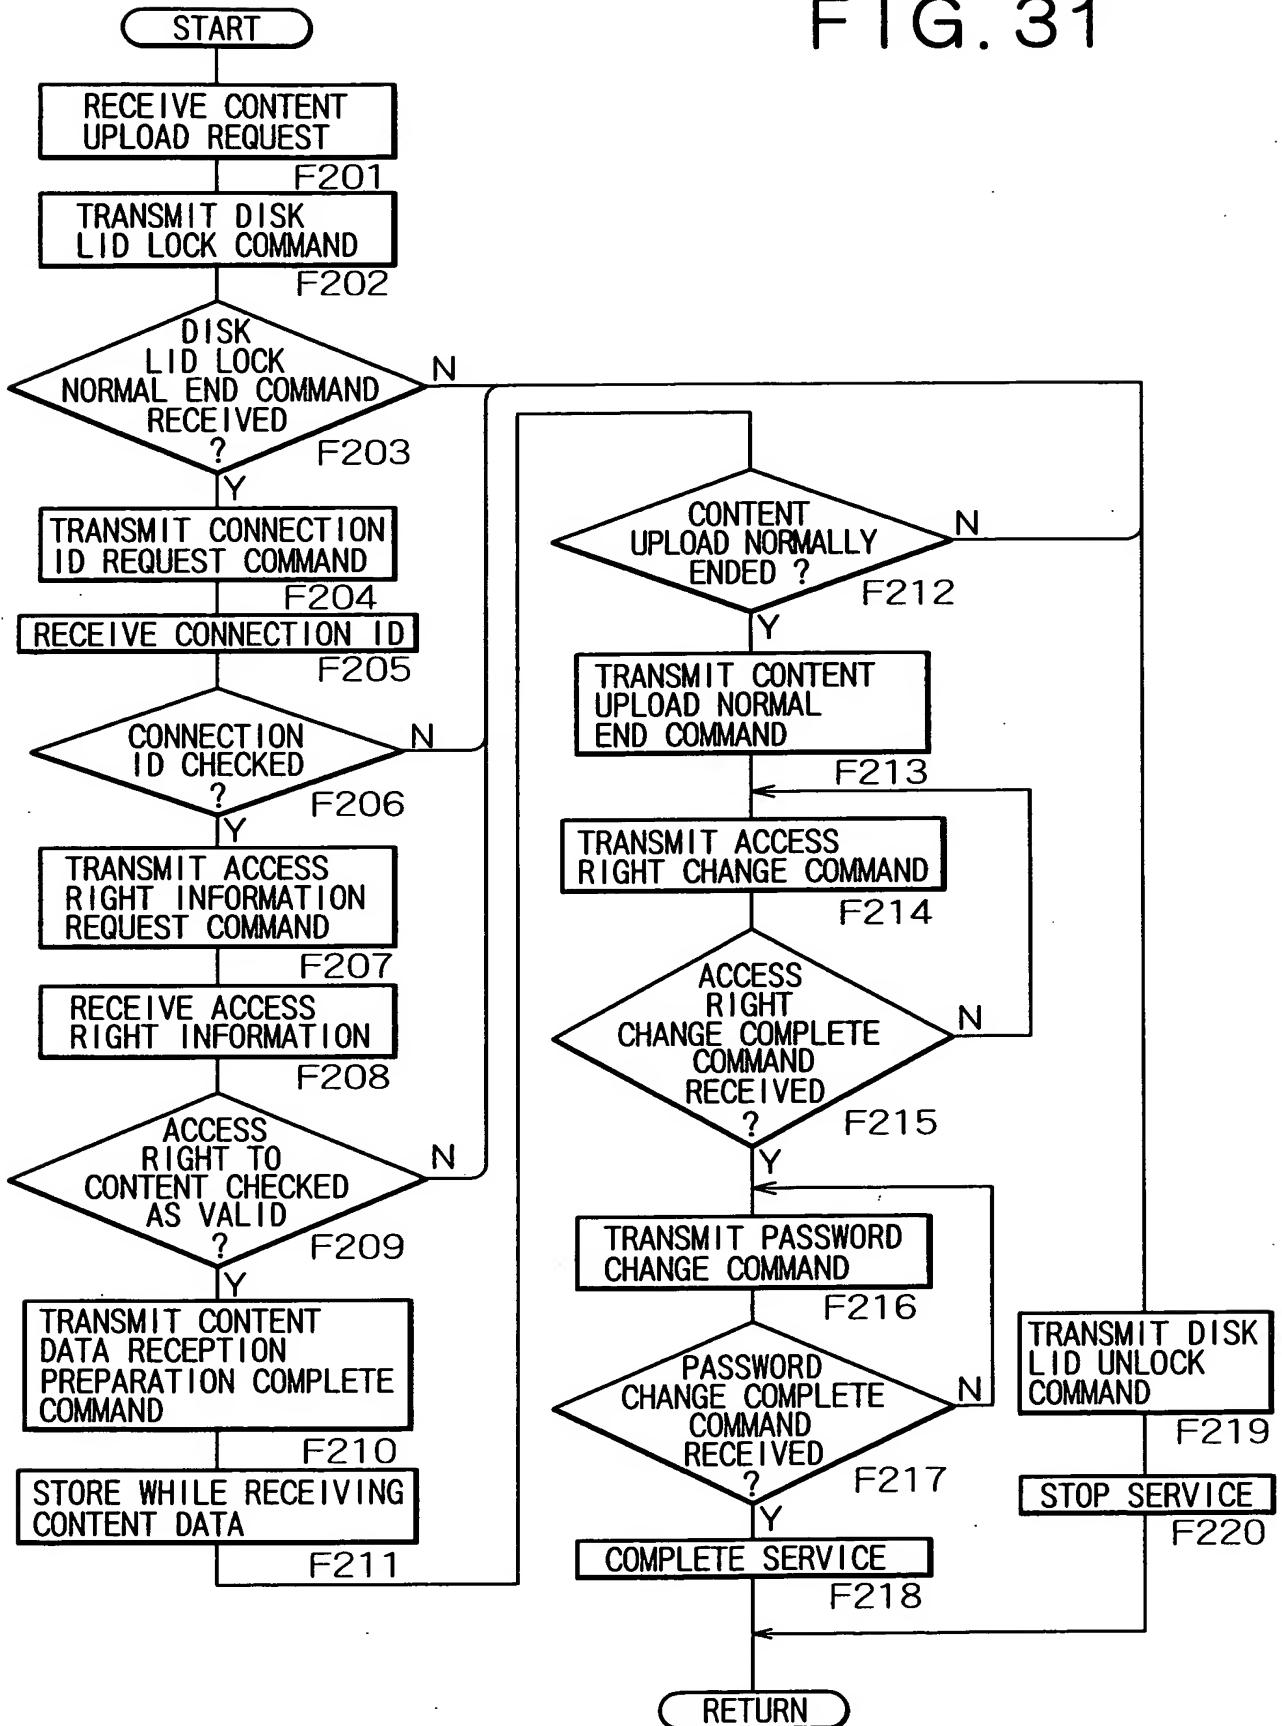 FIG. 31
START
RECEIVE CONTENT
UPLOAD REQUEST
F201
TRANSMIT DISK
LID LOCK COMMAND
F202
DISK
LID LOCK
NORMAL END COMMAND
RECEIVED
?
F203
N
Y
TRANSMIT CONNECTION
ID REQUEST COMMAND
F204
RECEIVE CONNECTION ID
F205
CONNECTION
ID CHECKED
?
F206
N
Y
TRANSMIT ACCESS
RIGHT INFORMATION
REQUEST COMMAND
F207
RECEIVE ACCESS
RIGHT INFORMATION
F208
ACCESS
RIGHT TO
CONTENT CHECKED
AS VALID
?
F209
N
Y
TRANSMIT CONTENT
DATA RECEPTION
PREPARATION COMPLETE
COMMAND
F210
STORE WHILE RECEIVING
CONTENT DATA
F211
CONTENT
UPLOAD NORMALLY
ENDED ?
F212
N
Y
TRANSMIT CONTENT
UPLOAD NORMAL
END COMMAND
F213
TRANSMIT ACCESS
RIGHT CHANGE COMMAND
F214
ACCESS
RIGHT
CHANGE COMPLETE
COMMAND
RECEIVED
?
F215
N
Y
TRANSMIT PASSWORD
CHANGE COMMAND
F216
PASSWORD
CHANGE COMPLETE
COMMAND
RECEIVED
?
F217
N
Y
COMPLETE SERVICE
F218
TRANSMIT DISK
LID UNLOCK
COMMAND
F219
STOP SERVICE
F220
RETURN